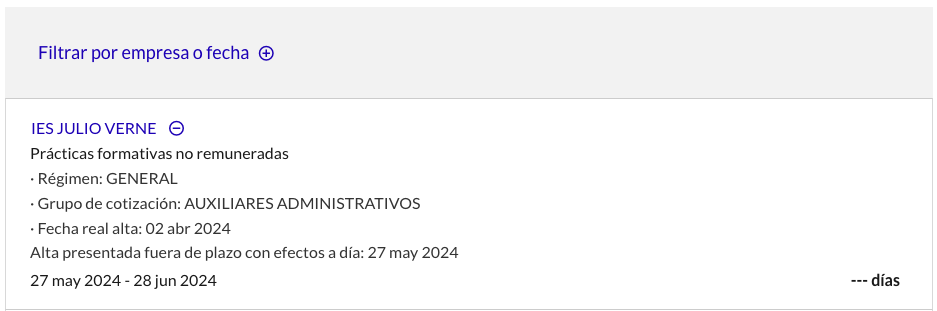 Filtrar por empresa o fecha
IES JULIO VERNE
Prácticas formativas no remuneradas
· Régimen: GENERAL
· Grupo de cotización: AUXILIARES ADMINISTRATIVOS
· Fecha real alta: 02 abr 2024
Alta presentada fuera de plazo con efectos a día: 27 may 2024
27 may 2024 - 28 jun 2024 --- días